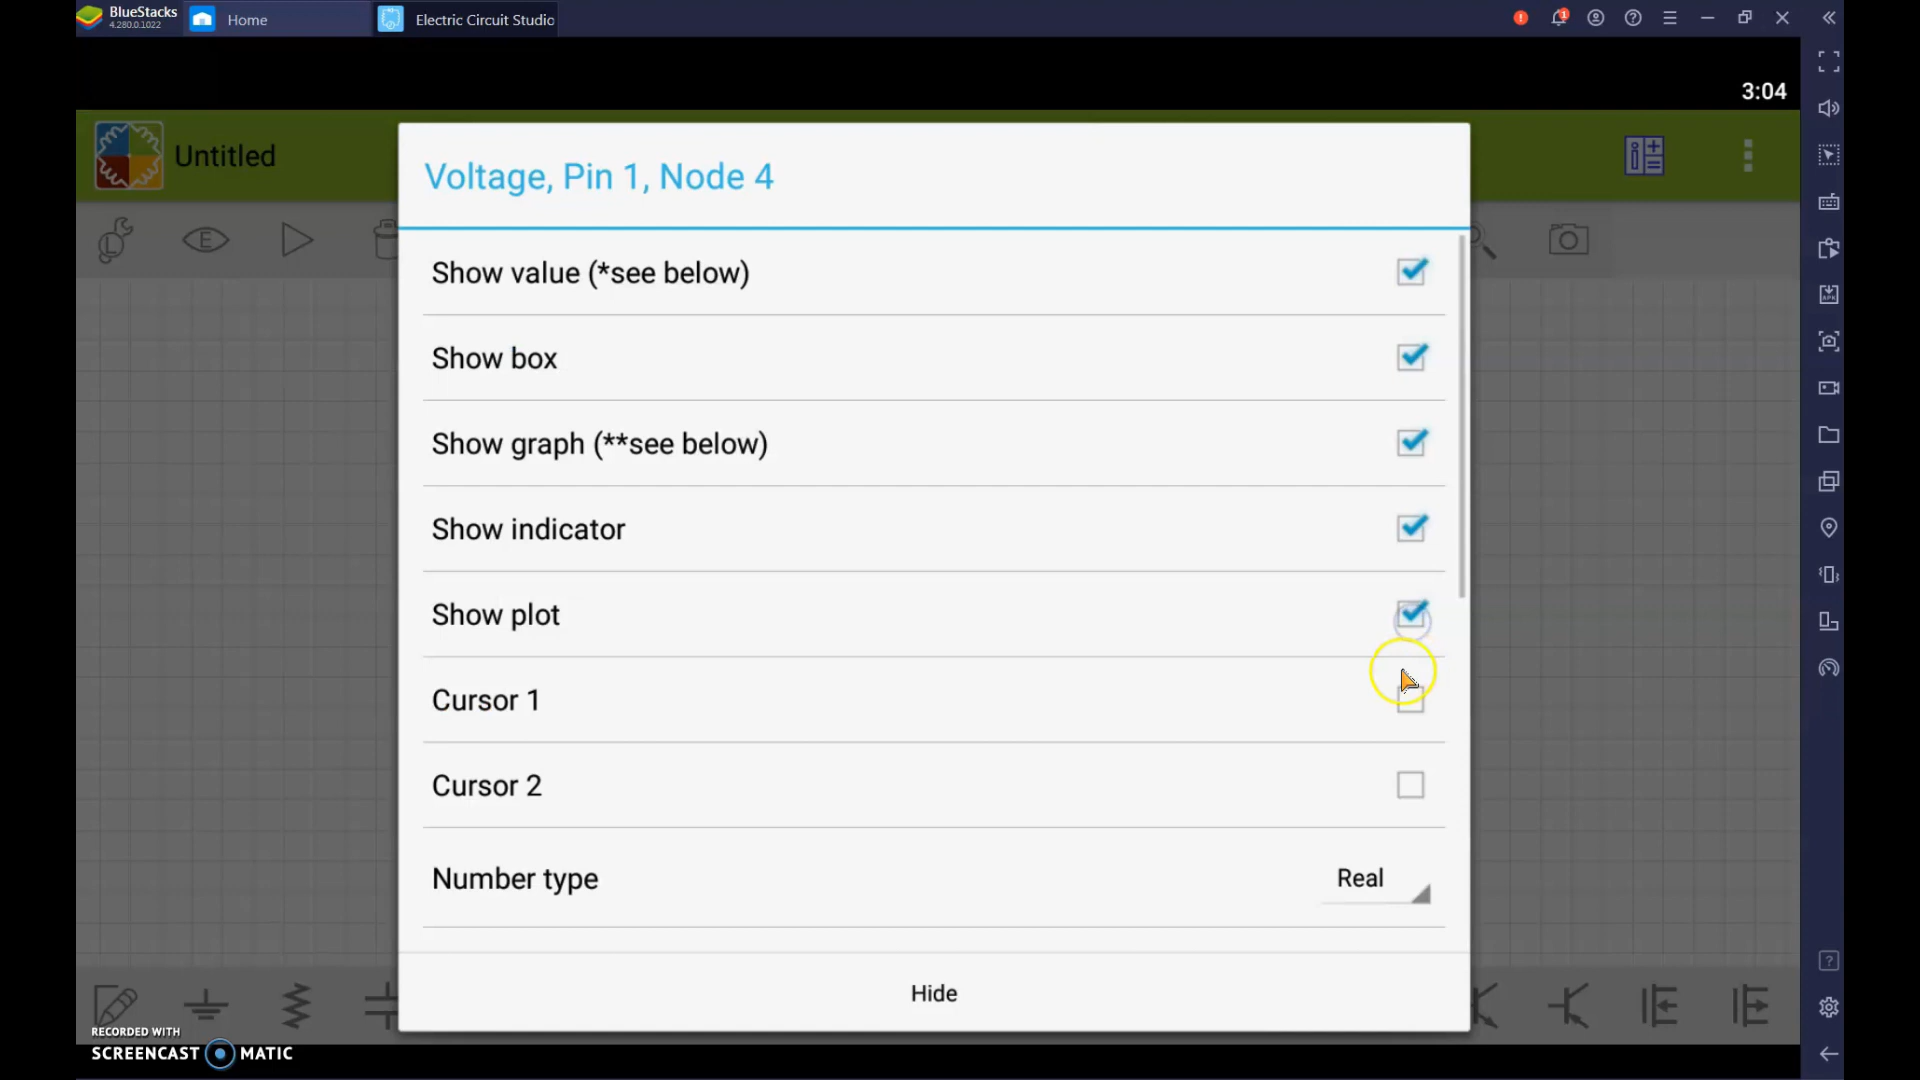 BlueStacks
4.280.0.1022
Home
Electric Circuit Studio
3:04
Untitled
Voltage, Pin 1, Node 4
Show value (*see below)
Show box
Show graph (**see below)
Show indicator
Show plot
Cursor 1
Cursor 2
Number type
Real
Hide
RECORDED WITH
SCREENCAST MATIC